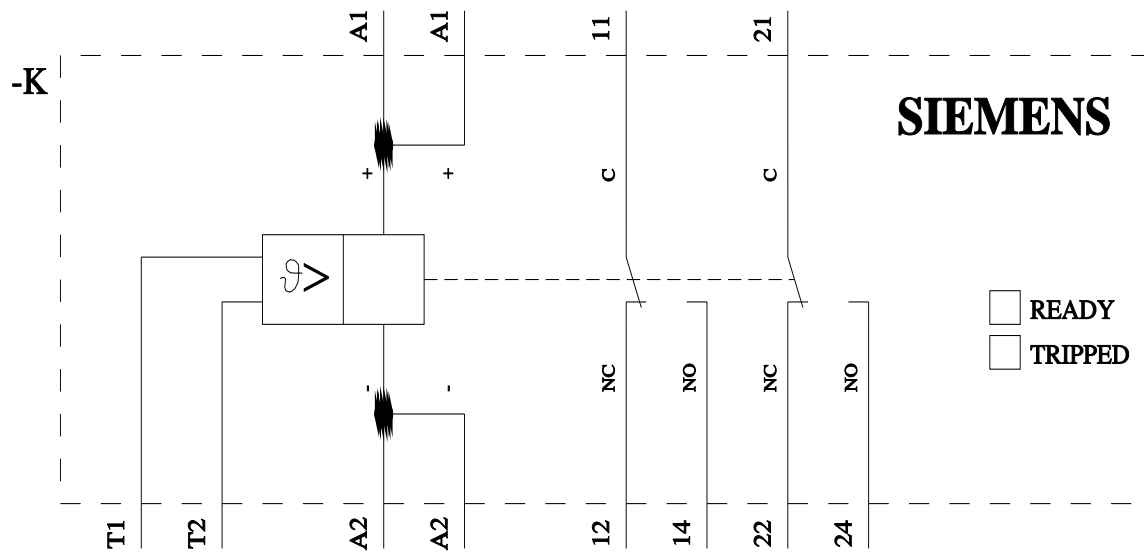 A1
A1
11
21
-K
SIEMENS
+
+
C
C
ϑ>
READY
TRIPPED
-
-
NC
NO
NC
NO
T1
T2
A2
A2
12
14
22
24